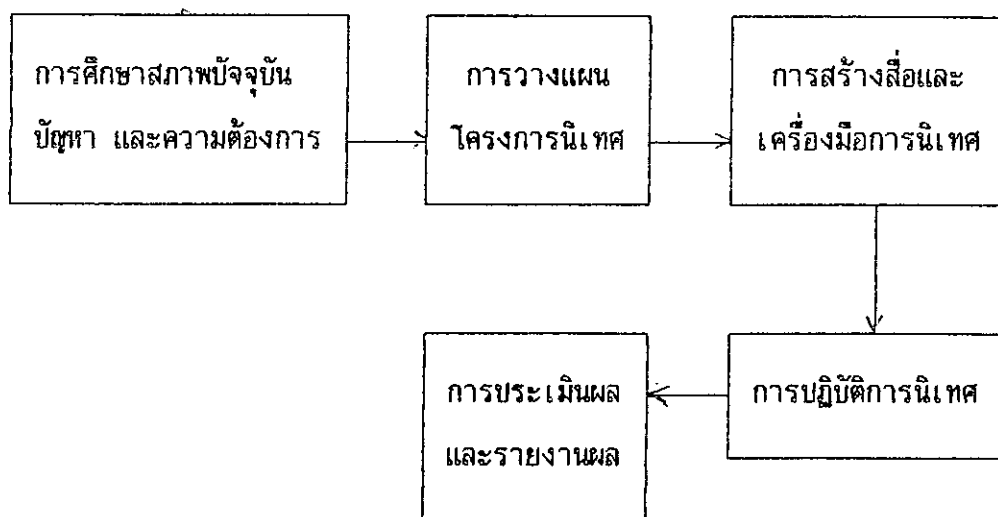 การศึกษาสภาพปัจจุบัน
ปัญหา และความต้องการ
การวางแผน
โครงการนิเทศ
การสร้างสื่อและ
เครื่องมือการนิเทศ
การปฏิบัติการนิเทศ
การประเมินผล
และรายงานผล